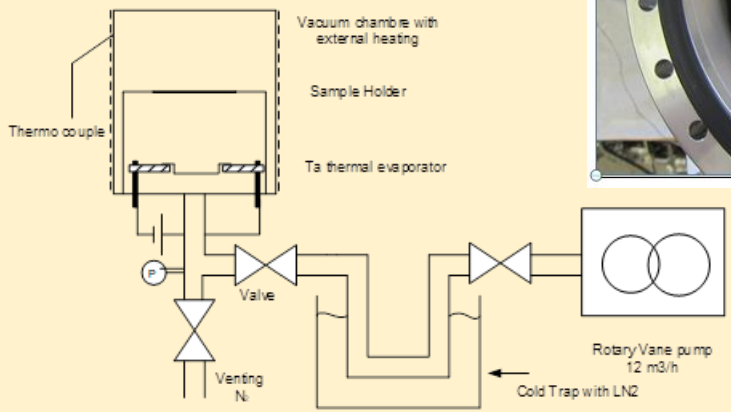 Vacuum chambre with
external heating
Sample Holder
Thermo couple
Ta thermal evaporator
P
Valve
Rotary Vane pump
12 m3/h
Venting
N₂
Cold Trap with LN2